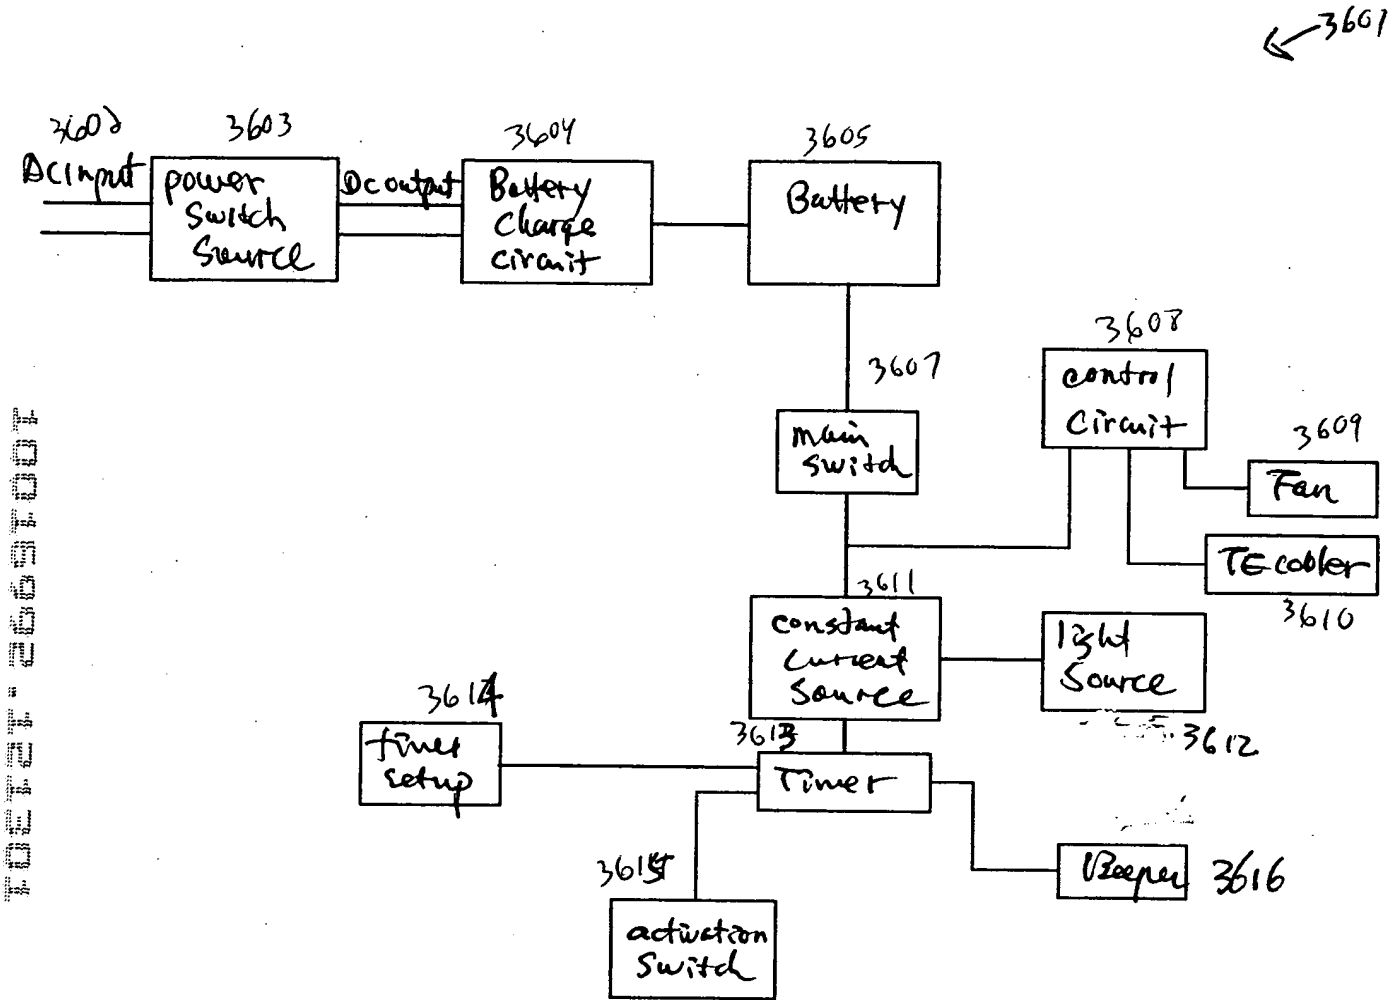 3601
3602
3603
3604
3605
AC input
power
switch
source
DC output
Battery
charge
circuit
Battery
3607
3608
main
switch
control
circuit
3609
Fan
TE cooler
3610
3611
constant
current
source
light
source
3612
3613
3614
timer
setup
Timer
3615
activation
switch
Beeper 3616